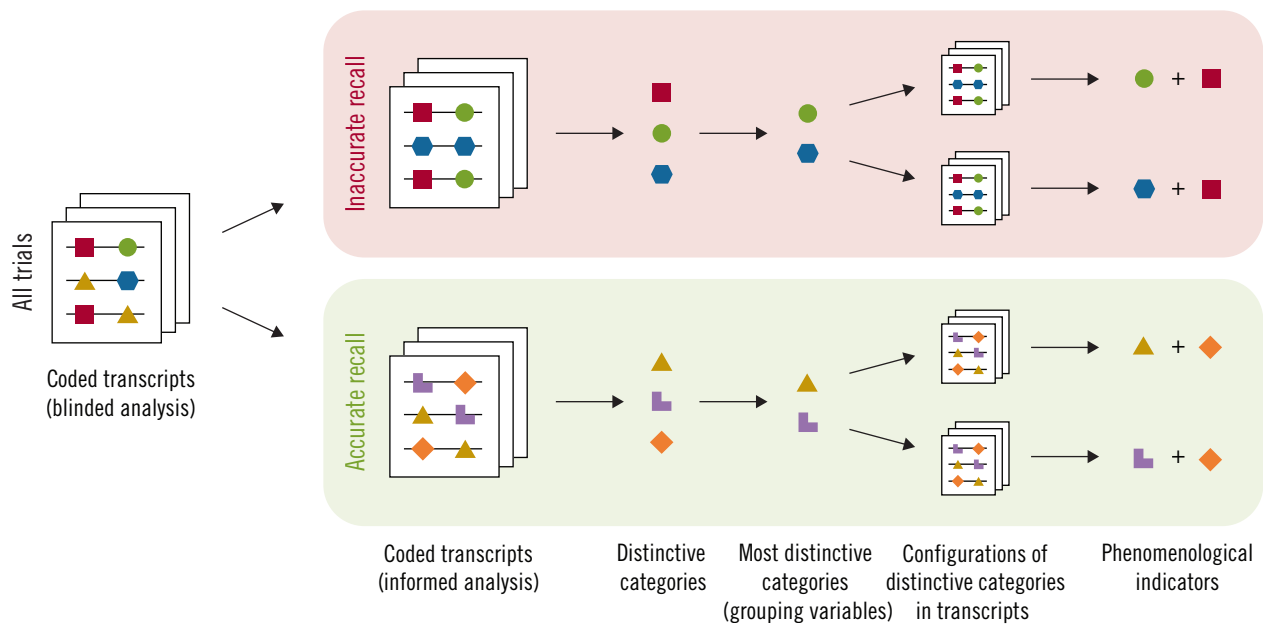 All trials
Coded transcripts
(blinded analysis)
Inaccurate recall
+
+
Accurate recall
+
+
Coded transcripts
(informed analysis)
Distinctive
categories
Most distinctive
categories
(grouping variables)
Configurations of
distinctive categories
in transcripts
Phenomenological
indicators